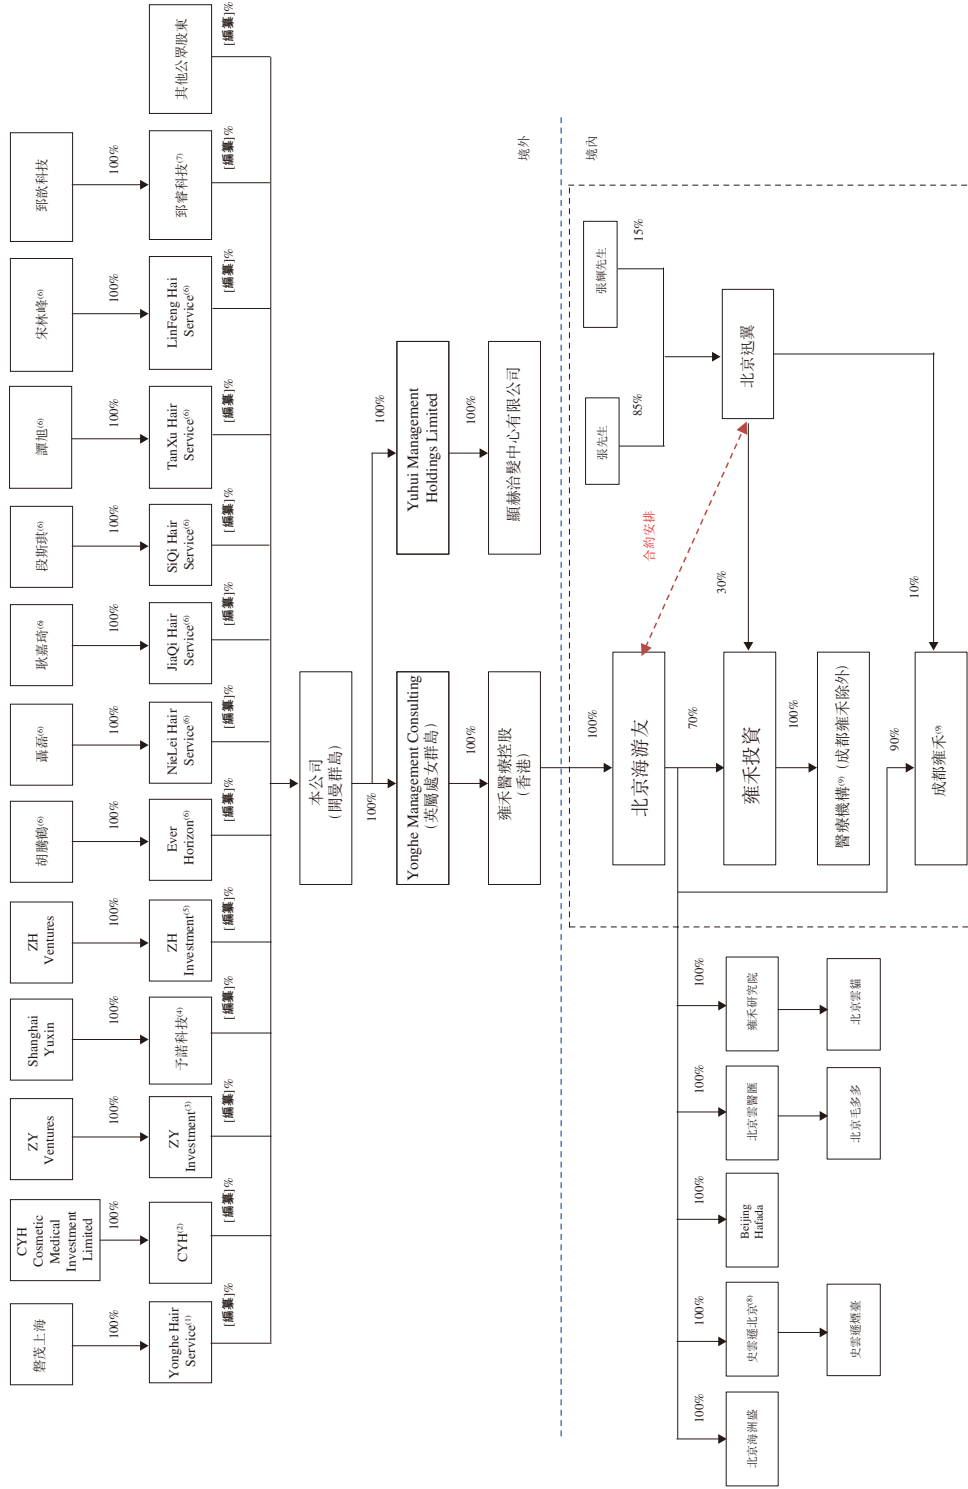 磐茂上海
CYH
Cosmetic
Medical
Investment
Limited
ZY
Ventures
Shanghai
Yuxin
ZH
Ventures
胡騰鶴(6)
聶磊(6)
耿嘉琦(6)
段斯琪(6)
譚旭(6)
宋林峰(6)
郅歆科技
100%
100%
100%
100%
100%
100%
100%
100%
100%
100%
100%
100%
Yonghe Hair
Service(1)
CYH(2)
ZY
Investment(3)
予諾科技(4)
ZH
Investment(5)
Ever
Horizon(6)
NieLei Hair
Service(6)
JiaQi Hair
Service(6)
SiQi Hair
Service(6)
TanXu Hair
Service(6)
LinFeng Hai
Service(6)
郅睿科技(7)
其他公眾股東
[編纂]%
[編纂]%
[編纂]%
[編纂]%
[編纂]%
[編纂]%
[編纂]%
[編纂]%
[編纂]%
[編纂]%
[編纂]%
[編纂]%
[編纂]%
本公司
(開曼群島)
100%
100%
Yonghe Management Consulting
(英屬處女群島)
Yuhui Management
Holdings Limited
100%
100%
雍禾醫療控股
(香港)
顯赫治髮中心有限公司
境外
境內
100%
張先生
張輝先生
85%
15%
北京海游友
合約安排
北京迅翼
70%
30%
10%
雍禾投資
100%
醫療機構(9) (成都雍禾除外)
90%
成都雍禾(9)
100%
100%
100%
100%
100%
北京海洲盛
史雲遜北京(8)
Beijing
Hafada
北京雲醫匯
雍禾研究院
史雲遜煙臺
北京毛多多
北京雲貓